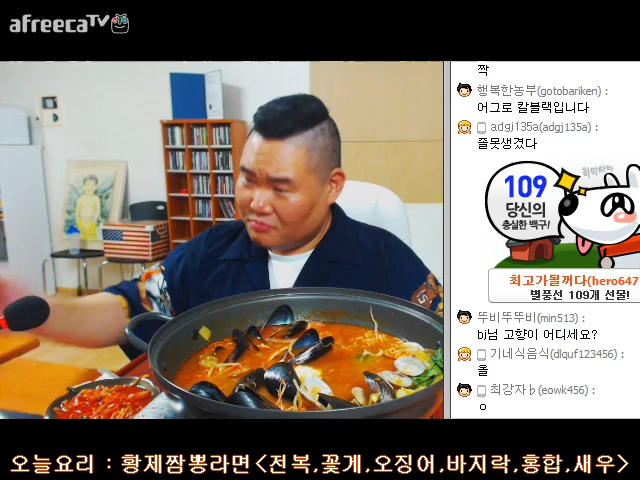 afreecaTV
짝
행복한농부(gotobariken) :
어그로 칼블랙입니다
adgj135a(adgj135a) :
쫄못생겼다
109
당신의
충실한 백구!
최고가될꺼다(hero647
별풍선 109개 선물!
뚜비뚜뚜비(min513) :
bj님 고향이 어디세요?
기네식음식(dlquf123456) :
올
최강자♭(eowk456) :
ㅇ
오늘요리 : 황제짬뽕라면<전복,꽃게,오징어,바지락,홍합,새우>